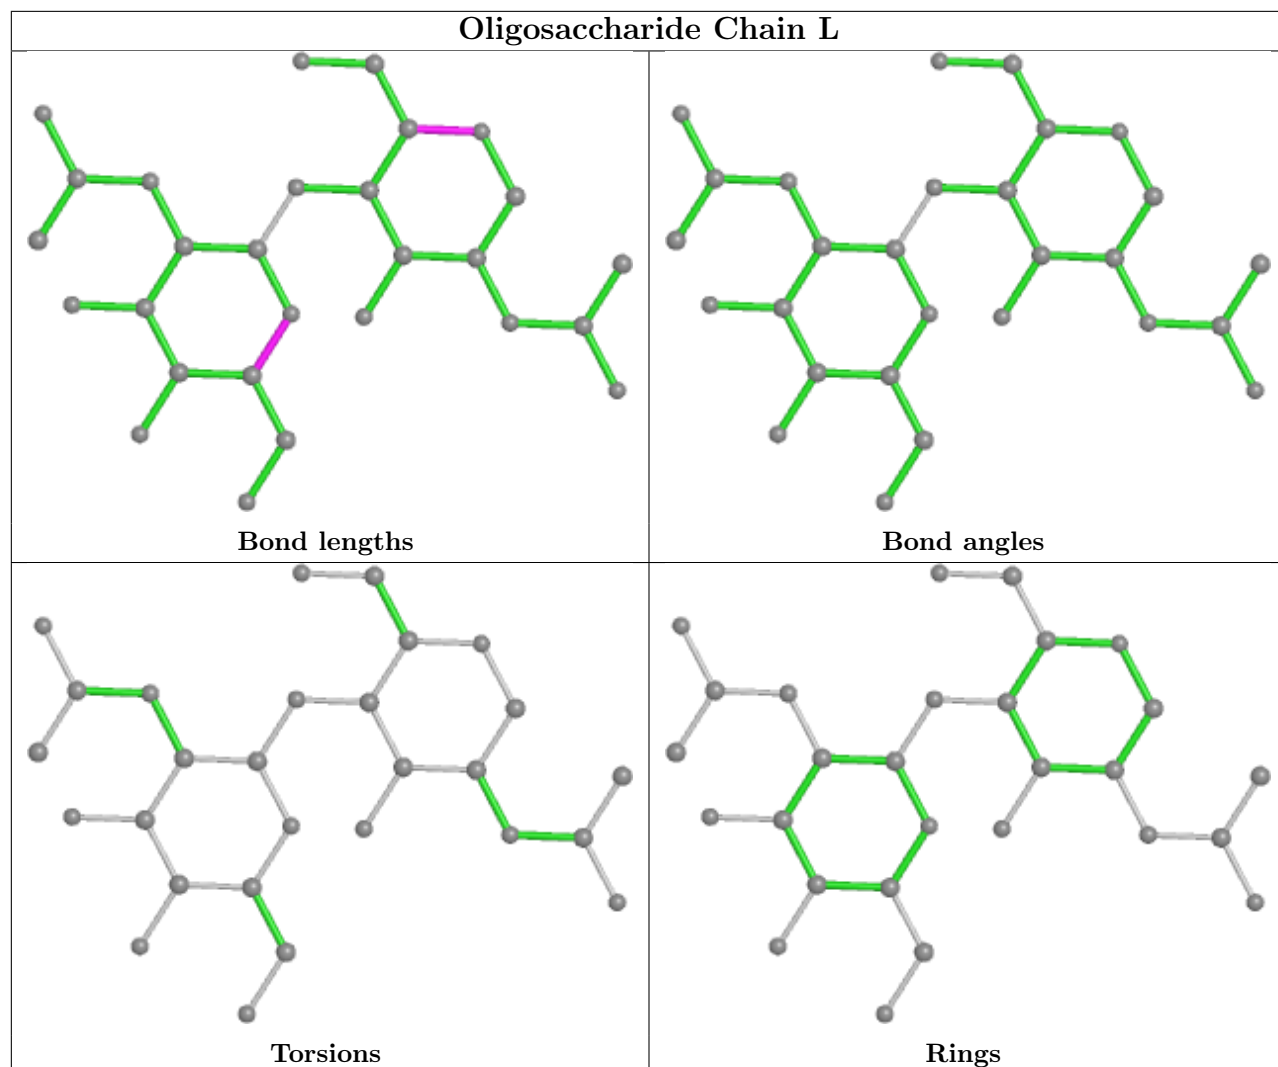 Oligosaccharide Chain L
Bond lengths
Bond angles
Torsions
Rings